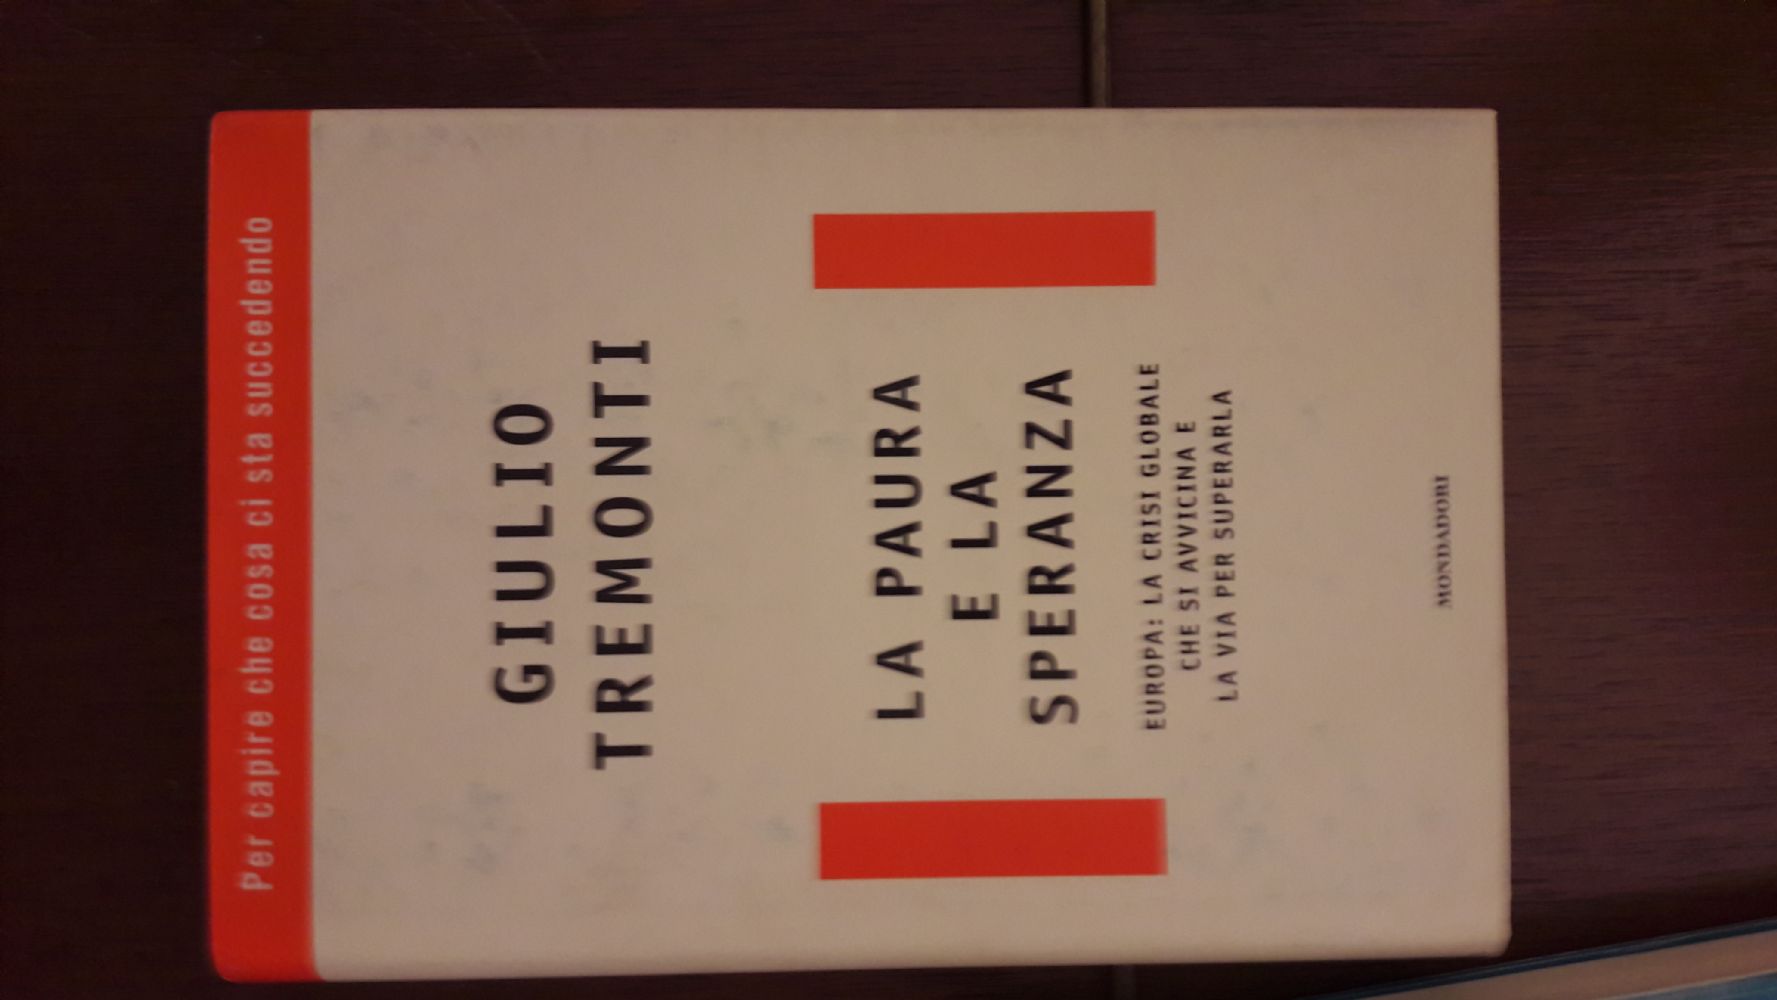 Per capire che cosa ci sta succedendo
GIULIO
TREMONTI
LA PAURA
E LA
SPERANZA
EUROPA: LA CRISI GLOBALE
CHE SI AVVICINA E
LA VIA PER SUPERARLA
MONDADORI